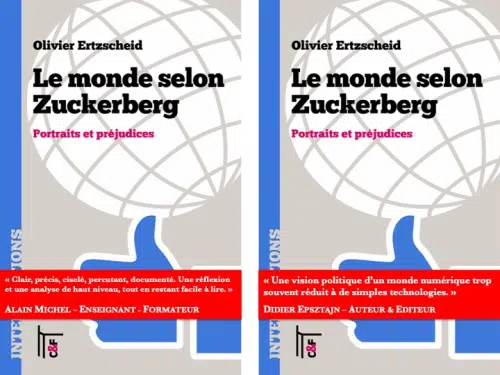 Olivier Ertzscheid
Le monde selon
Zuckerberg
Portraits et préjudices
« Clair, précis, ciselé, percutant, documenté. Une réflexion
et une analyse de haut niveau, tout en restant facile à lire. »
Alain Michel – Enseignant - Formateur
C&F
Olivier Ertzscheid
Le monde selon
Zuckerberg
Portraits et préjudices
« Une vision politique d’un monde numérique trop
souvent réduit à de simples technologies. »
Didier Epsztajn – Auteur & Editeur
C&F